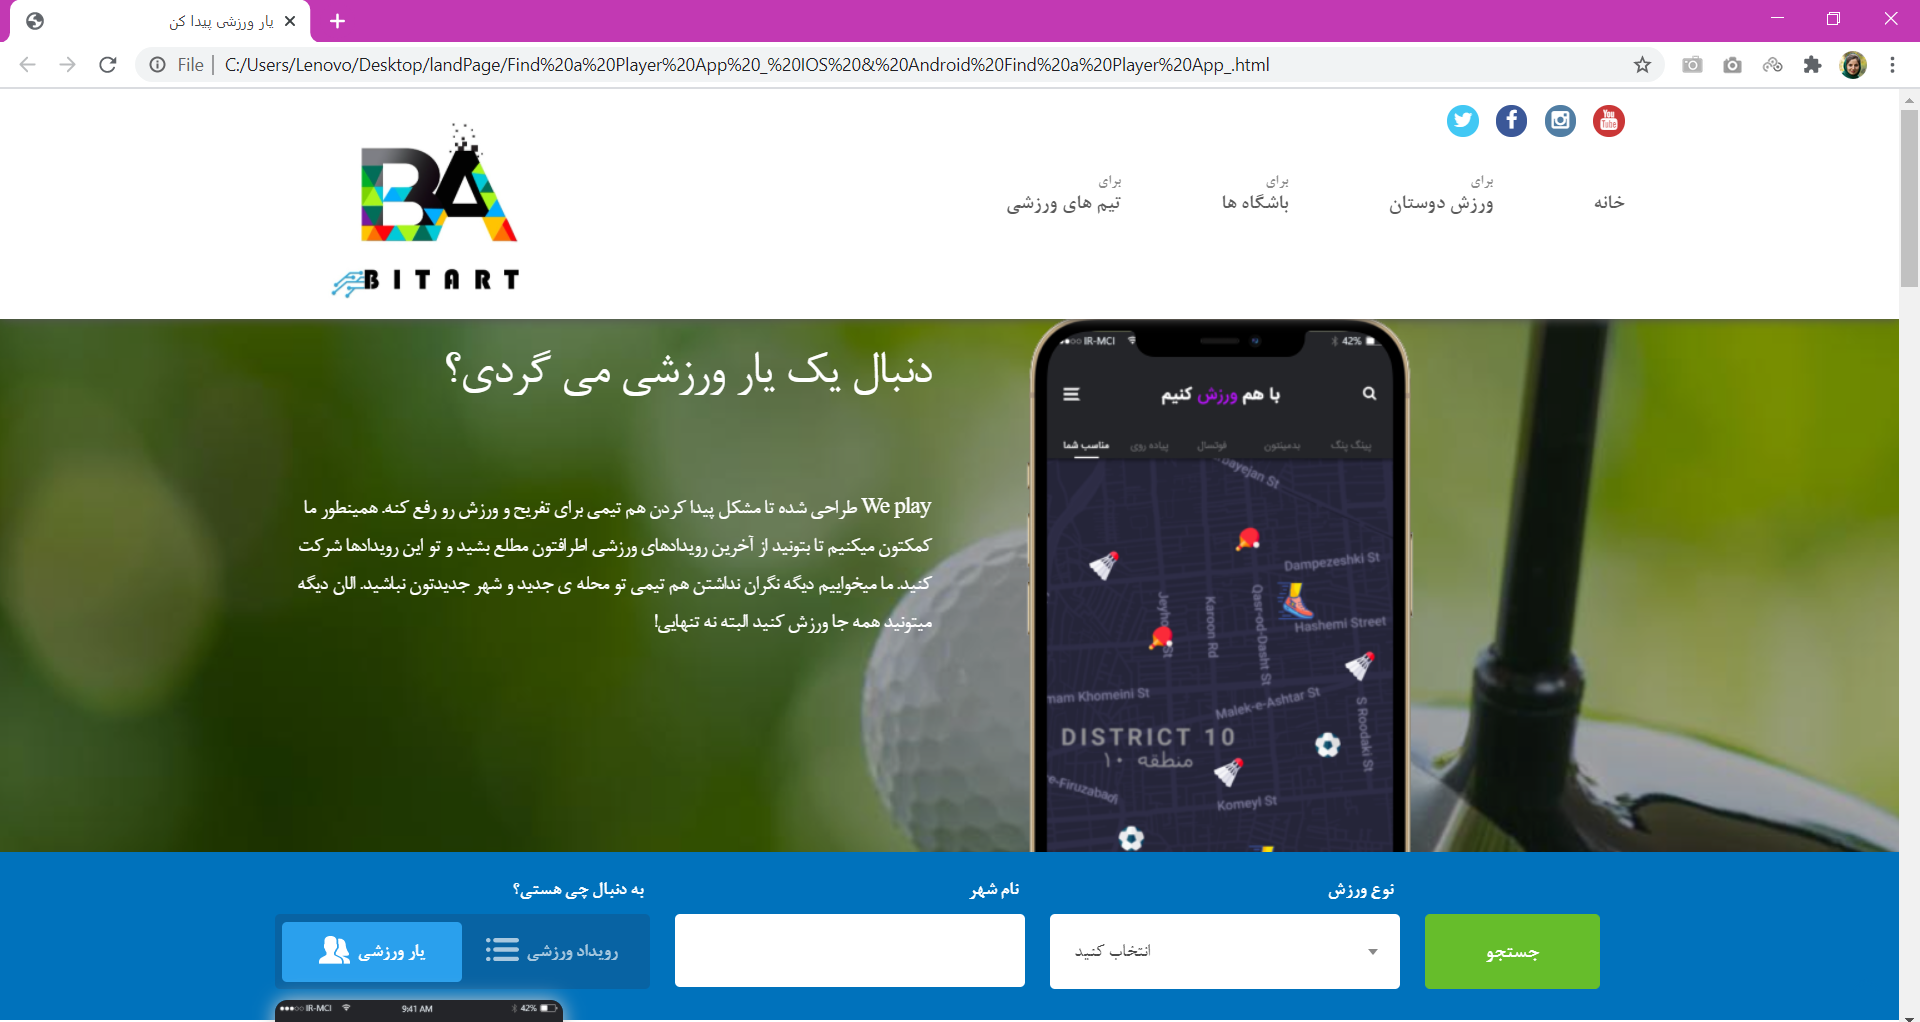 یار ورزشی پیدا کن
File
C:/Users/Lenovo/Desktop/landPage/Find%20a%20Player%20App%20_%20IOS%20&%20Android%20Find%20a%20Player%20App_.html
You Tube
BA
BITART
خانه
برای
ورزش دوستان
برای
باشگاه ها
برای
تیم های ورزشی
دنبال یک یار ورزشی می گردی؟
We play طراحی شده تا مشکل پیدا کردن هم تیمی برای تفریح و ورزش رو رفع کنه. همینطور ما
کمکتون میکنیم تا بتونید از آخرین رویدادهای ورزشی اطرافتون مطلع بشید و تو این رویدادها شرکت
کنید. ما میخواییم دیگه نگران نداشتن هم تیمی تو محله ی جدید و شهر جدیدتون نباشید. الان دیگه
میتونید همه جا ورزش کنید البته نه تنهایی!
IR-MCI
42%
با هم ورزش کنیم
پینگ پنگ
بدمینتون
فوتسال
پیاده روی
مناسب شما
bayejan St
Dampezeshki St
Jeyho
St
Karoon Rd
Qasr-od-Dasht St
Hashemi Street
mam Khomeini St
Malek-e-Ashtar St
S Roodaki St
DISTRICT 10
منطقه ۱۰
e-Firuzabadi
Komeyl St
نوع ورزش
نام شهر
به دنبال چی هستی؟
جستجو
انتخاب کنید
رویداد ورزشی
یار ورزشی
IR-MCI
9:41 AM
42%